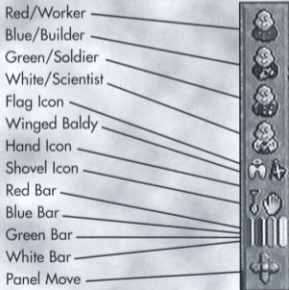 Red/Worker
Blue/Builder
Green/Soldier
White/Scientist
Flag Icon
Winged Baldy
Hand Icon
Shovel Icon
Red Bar
Blue Bar
Green Bar
White Bar
Panel Move